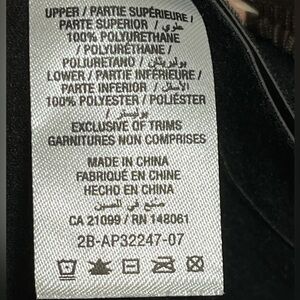 UPPER / PARTIE SUPÉRIEURE /
PARTE SUPERIOR / علوي
100% POLYURETHANE
/ POLYURÉTHANE /
POLIURETANO / بوليريثان
LOWER / PARTIE INFÉRIEURE /
PARTE INFERIOR / الأسفل
100% POLYESTER / POLIÉSTER
/ بوليستر
EXCLUSIVE OF TRIMS
GARNITURES NON COMPRISES
MADE IN CHINA
FABRIQUÉ EN CHINE
HECHO EN CHINA
صنع في الصين
CA 21099 / RN 148061
2B-AP32247-07